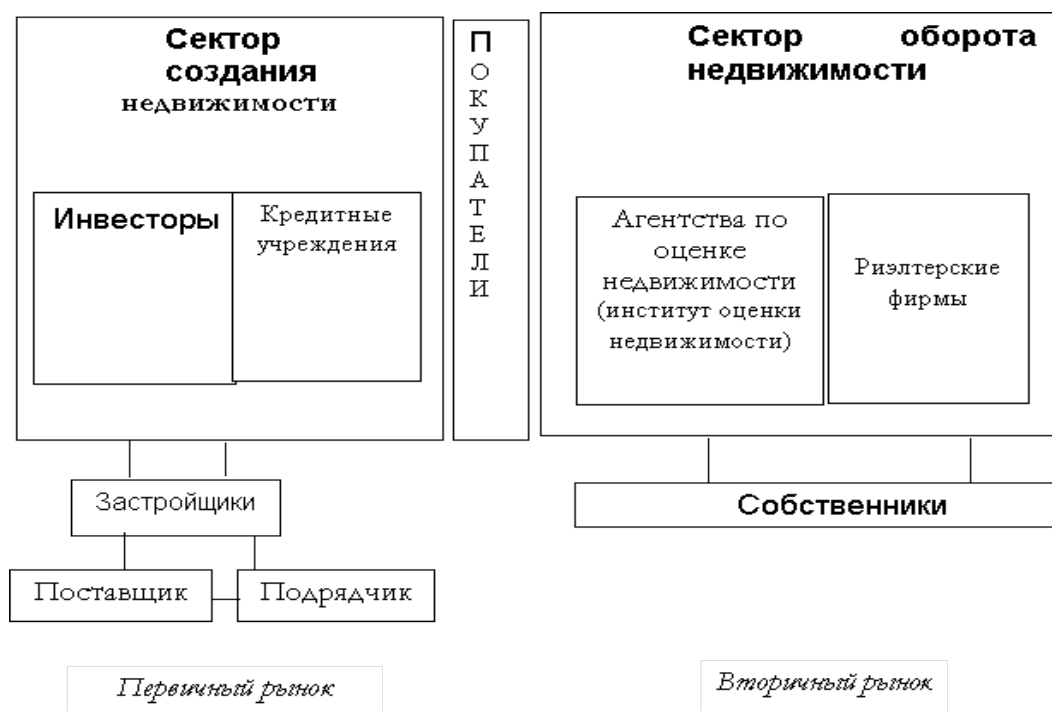 Сектор
создания
недвижимости
Инвесторы
Кредитные
учреждения
П
О
К
У
П
А
Т
Е
Л
И
Сектор оборота
недвижимости
Агентства по
оценке
недвижимости
(институт оценки
недвижимости)
Риэлтерские
фирмы
Застройщики
Поставщик
Подрядчик
Собственники
Первичный рынок
Вторичный рынок